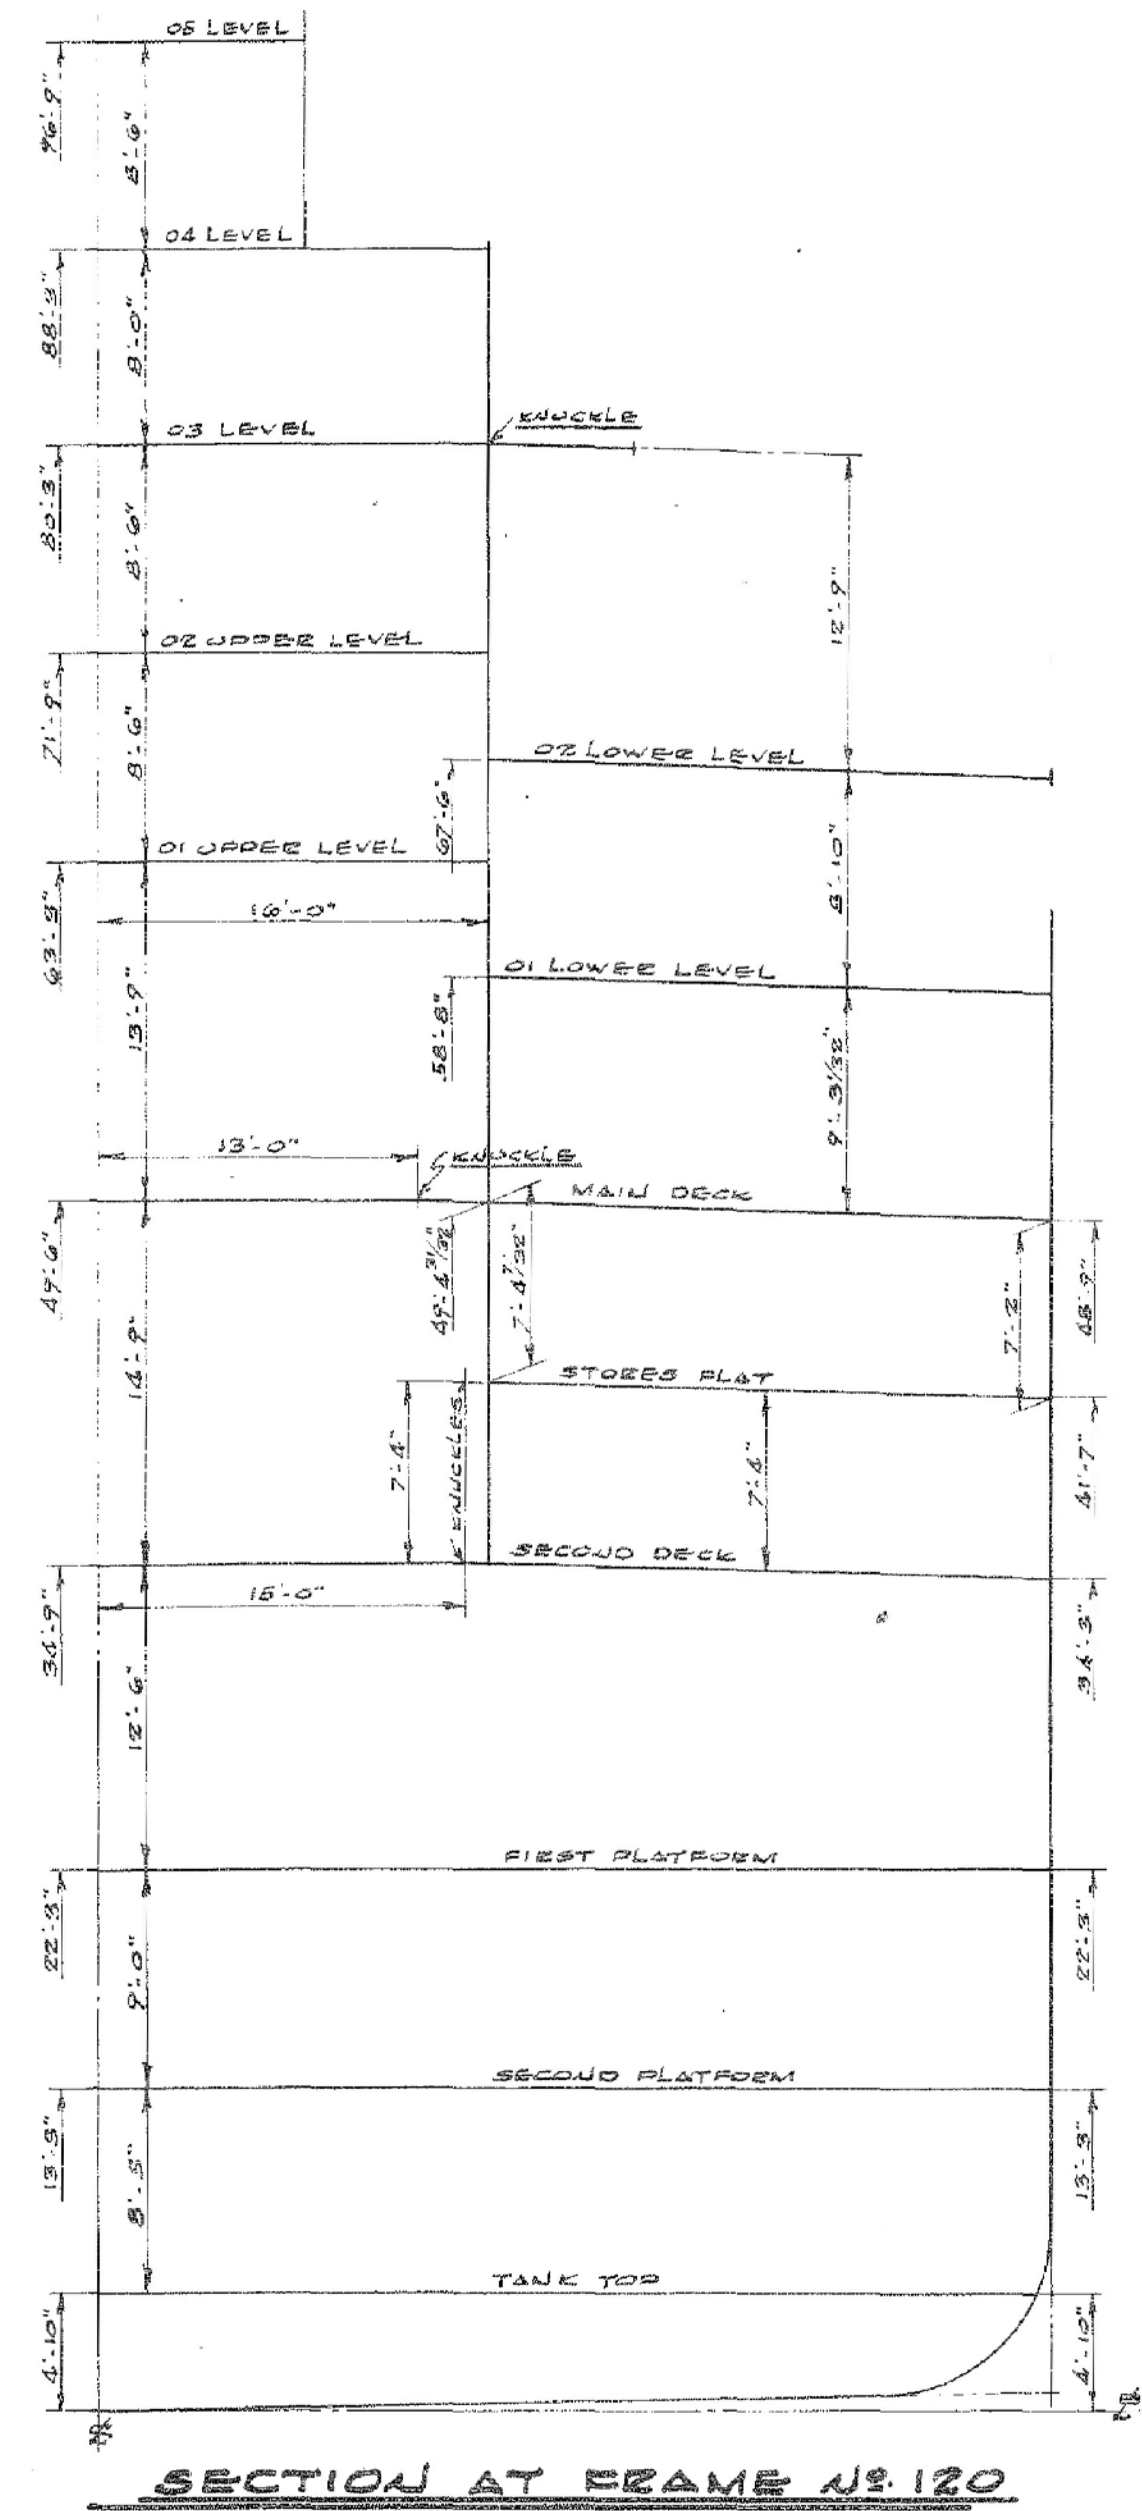 05 LEVEL
96'-9"
8'-6"
04 LEVEL
88'-3"
8'-0"
KNUCKLE
03 LEVEL
80'-3"
8'-6"
12'-9"
02 UPPER LEVEL
71'-9"
8'-6"
02 LOWER LEVEL
67'-6"
8'-10"
01 UPPER LEVEL
63'-3"
16'-0"
01 LOWER LEVEL
13'-9"
58'-8"
9'-3/32"
13'-0"
KNUCKLE
MAIN DECK
49'-6"
49'-4 31/32"
7'-4 7/32"
7'-2"
48'-9"
14'-9"
STORES FLAT
7'-4"
KNUCKLES
7'-4"
41'-7"
SECOND DECK
15'-0"
34'-9"
34'-3"
12'-6"
FIRST PLATFORM
22'-3"
22'-3"
9'-0"
SECOND PLATFORM
13'-3"
13'-3"
8'-5"
TANK TOP
4'-10"
4'-10"
SECTION AT FRAME Nº. 120